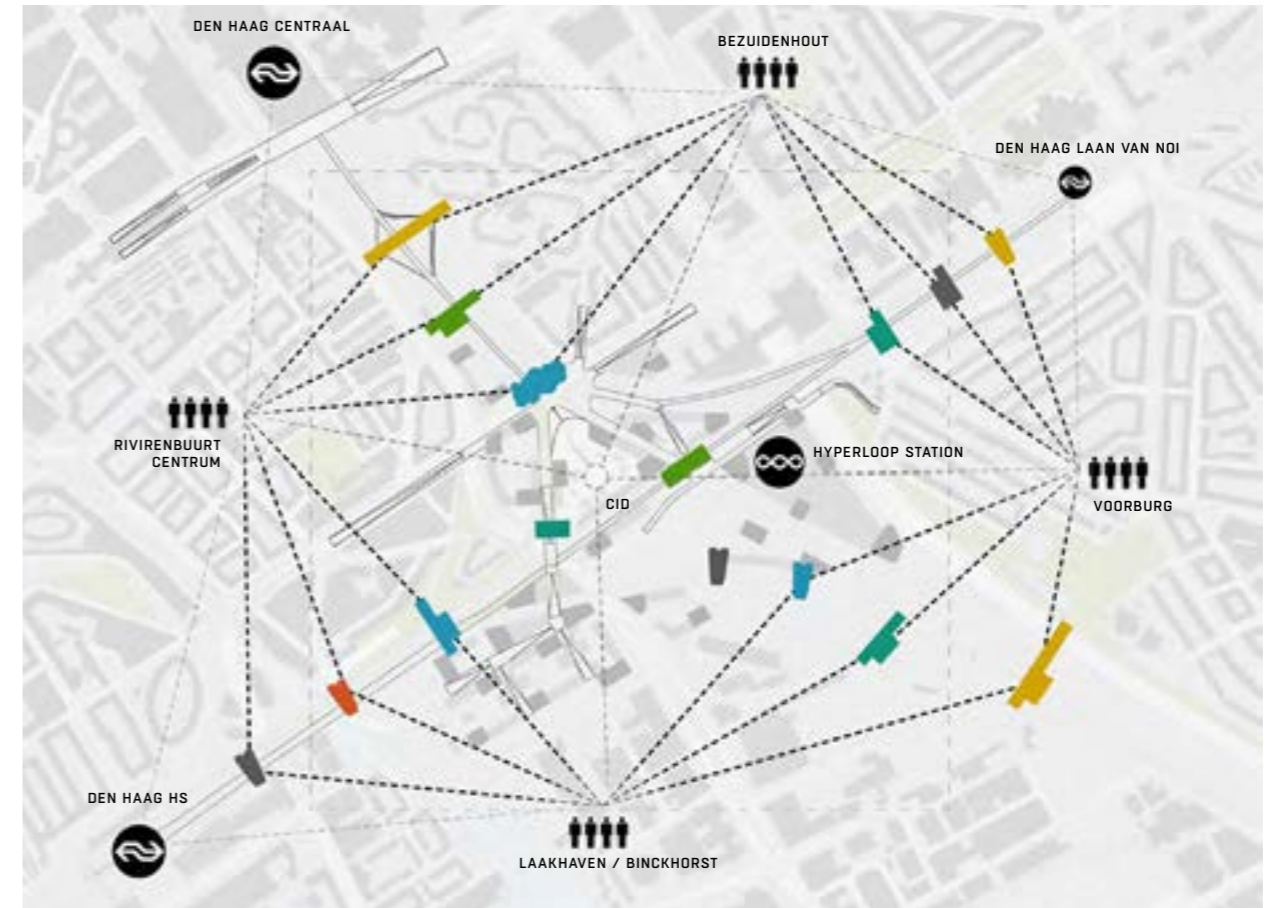 DEN HAAG CENTRAAL
BEZUIDENHOUT
DEN HAAG LAAN VAN NOI
RIVIRENBUURT
CENTRUM
HYPERLOOP STATION
CID
VOORBURG
DEN HAAG HS
LAAKHAVEN / BINCKHORST